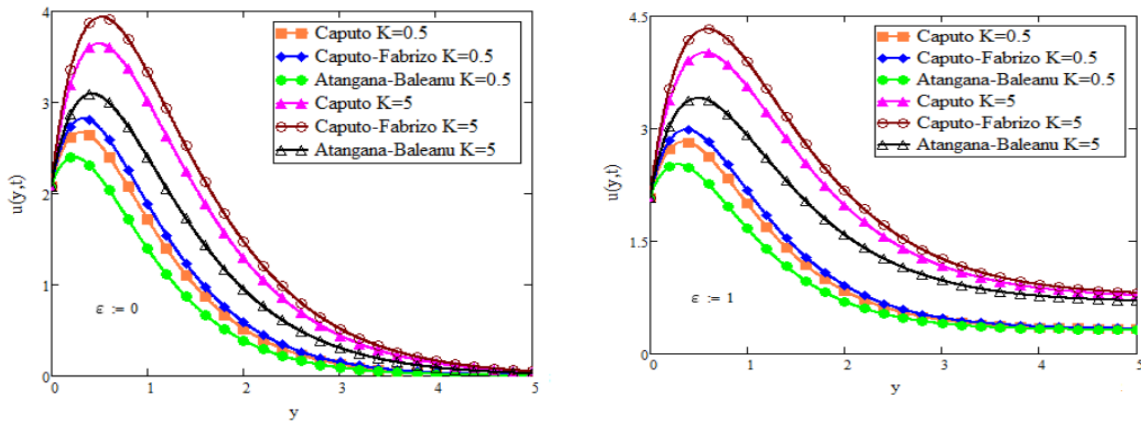 4
3
2
1
0
u(y,t)
Caputo K=0.5
Caputo-Fabrizo K=0.5
Atangana-Baleanu K=0.5
Caputo K=5
Caputo-Fabrizo K=5
Atangana-Baleanu K=5
ε := 0
0 1 2 3 4 5
y
4.5
3
1.5
0
u(y,t)
Caputo K=0.5
Caputo-Fabrizo K=0.5
Atangana-Baleanu K=0.5
Caputo K=5
Caputo-Fabrizo K=5
Atangana-Baleanu K=5
ε := 1
0 1 2 3 4 5
y